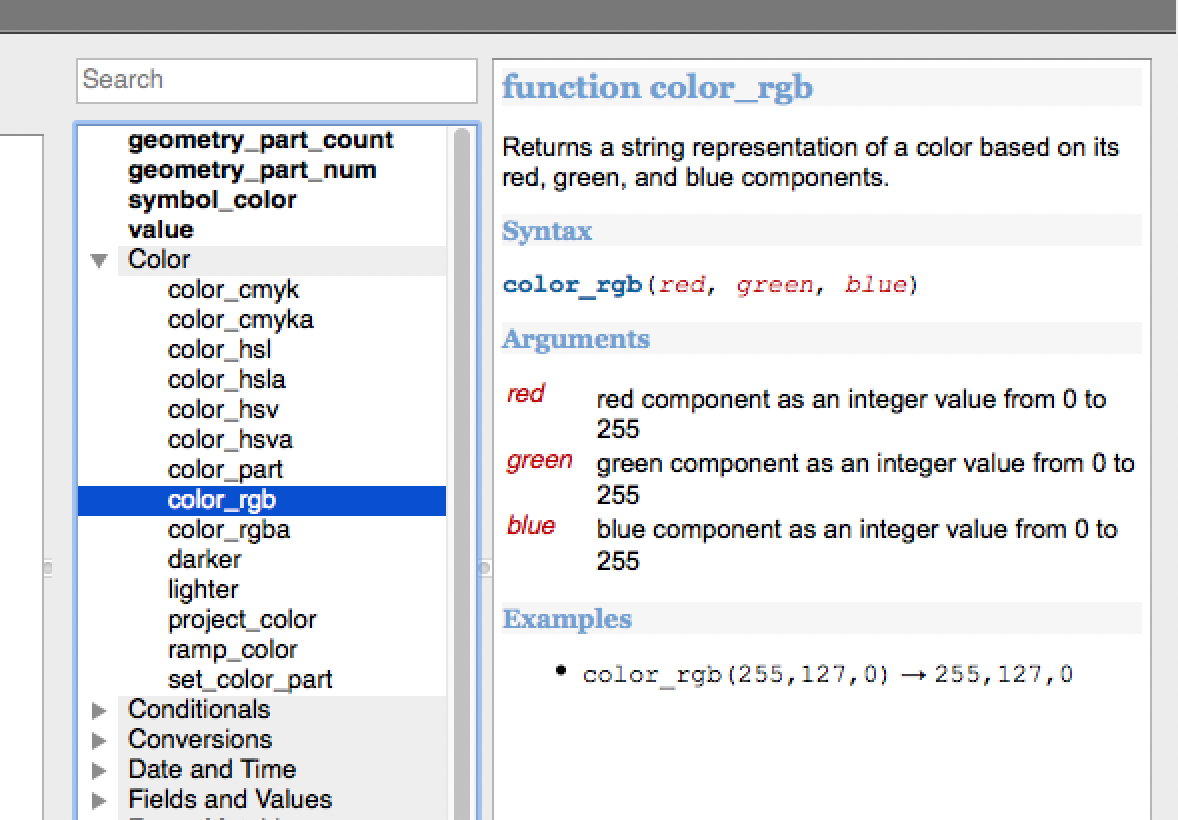 Search
geometry_part_count
geometry_part_num
symbol_color
value
Color
color_cmyk
color_cmyka
color_hsl
color_hsla
color_hsv
color_hsva
color_part
color_rgb
color_rgba
darker
lighter
project_color
ramp_color
set_color_part
Conditionals
Conversions
Date and Time
Fields and Values
function color_rgb
Returns a string representation of a color based on its
red, green, and blue components.
Syntax
color_rgb(red, green, blue)
Arguments
red red component as an integer value from 0 to
255
green green component as an integer value from 0 to
255
blue blue component as an integer value from 0 to
255
Examples
• color_rgb(255,127,0) → 255,127,0